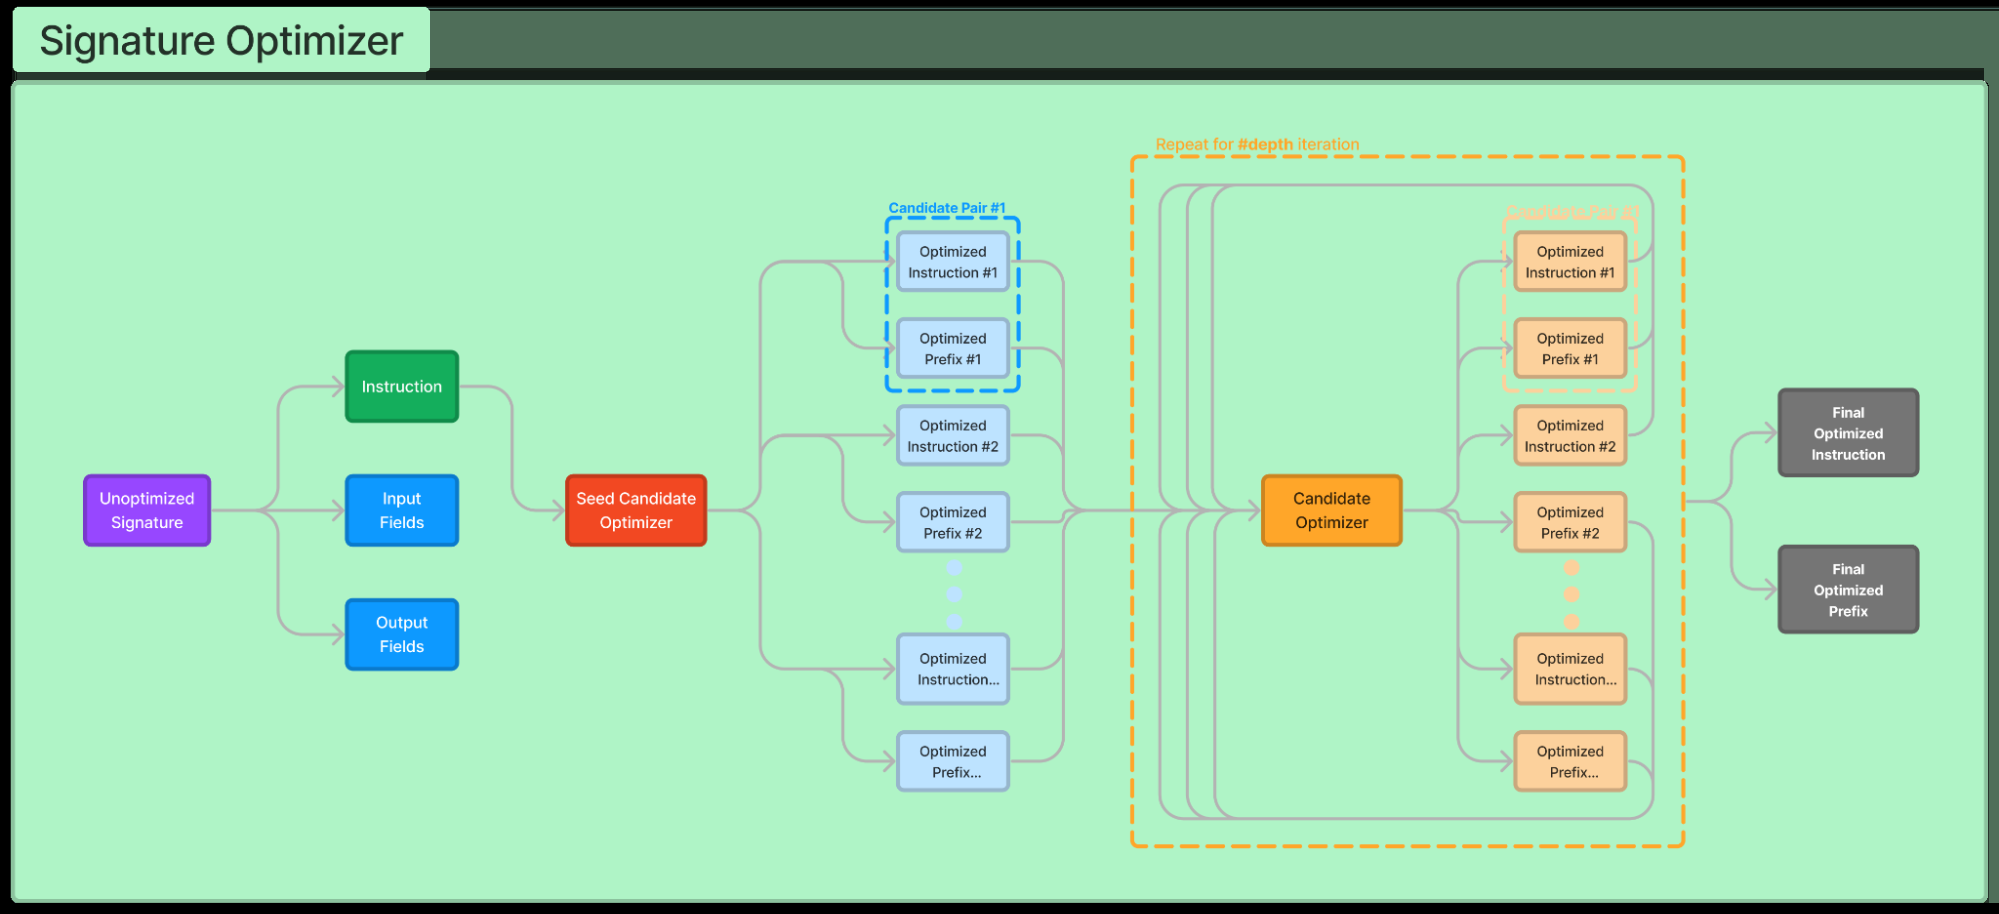 Signature Optimizer
Repeat for #depth iteration
Candidate Pair #1
Candidate Pair #1
Optimized
Instruction #1
Optimized
Instruction #1
Optimized
Prefix #1
Optimized
Prefix #1
Instruction
Optimized
Instruction #2
Optimized
Instruction #2
Final
Optimized
Instruction
Unoptimized
Signature
Input
Fields
Seed Candidate
Optimizer
Optimized
Prefix #2
Candidate
Optimizer
Optimized
Prefix #2
Final
Optimized
Prefix
Output
Fields
Optimized
Instruction...
Optimized
Instruction...
Optimized
Prefix...
Optimized
Prefix...